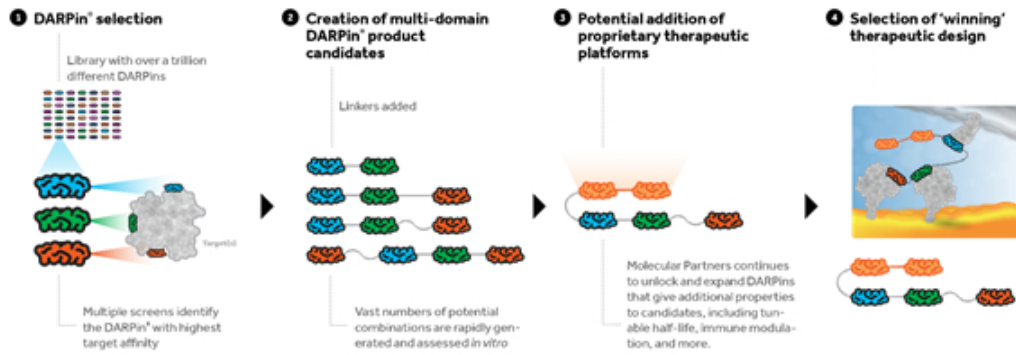 1 DARPin® selection
Library with over a trillion
different DARPins
Target(s)
Multiple screens identify
the DARPin® with highest
target affinity
2 Creation of multi-domain
DARPin® product
candidates
Linkers added
Vast numbers of potential
combinations are rapidly gen-
erated and assessed in vitro
3 Potential addition of
proprietary therapeutic
platforms
Molecular Partners continues
to unlock and expand DARPins
that give additional properties
to candidates, including tun-
able half-life, immune modula-
tion, and more.
4 Selection of ‘winning’
therapeutic design